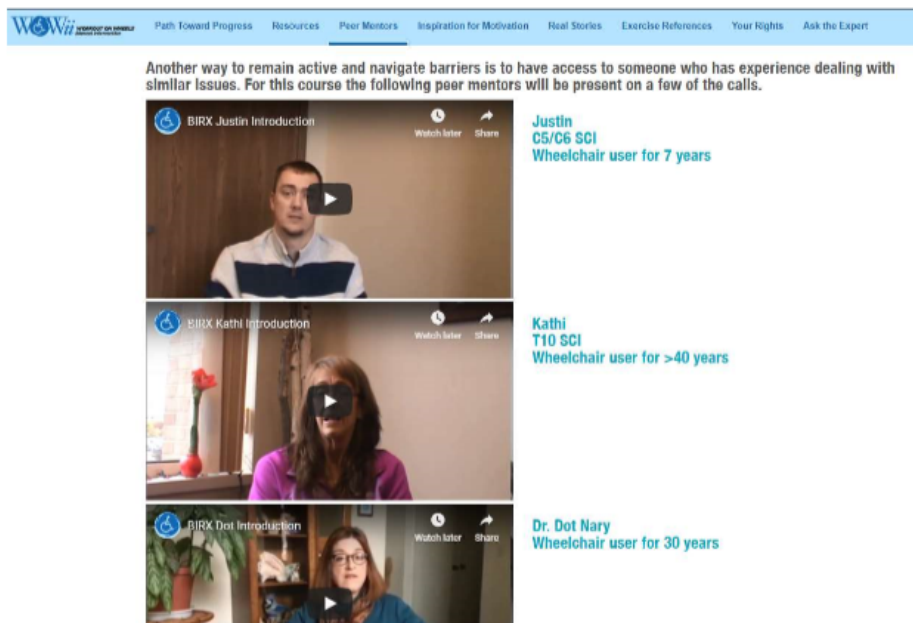 WOWii WORKOUT ON WHEELS
Path Toward Progress Resources Peer Mentors Inspiration for Motivation Real Stories Exercise References Your Rights Ask the Expert
Another way to remain active and navigate barriers is to have access to someone who has experience dealing with
similar issues. For this course the following peer mentors will be present on a few of the calls.
BIRX Justin Introduction
Watch later Share
Justin
C5/C6 SCI
Wheelchair user for 7 years
BIRX Kathi Introduction
Watch later Share
Kathi
T10 SCI
Wheelchair user for >40 years
BIRX Dot Introduction
Watch later Share
Dr. Dot Nary
Wheelchair user for 30 years